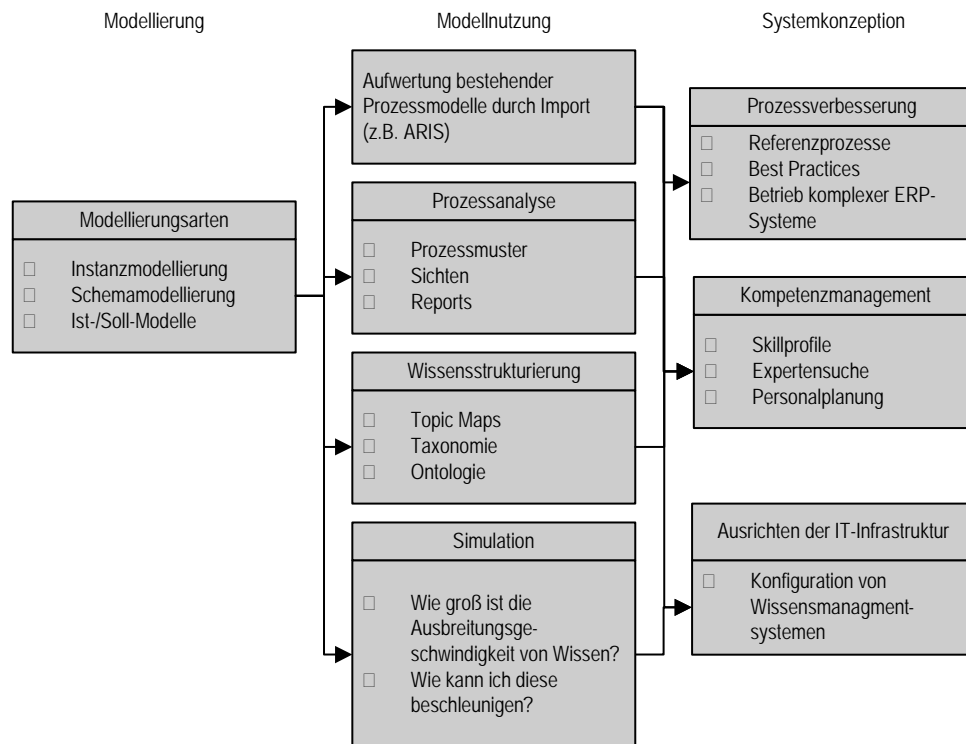 Modellierung
Modellnutzung
Systemkonzeption
Modellierungsarten
Instanzmodellierung
Schemamodellierung
Ist-/Soll-Modelle
Aufwertung bestehender
Prozessmodelle durch Import
(z.B. ARIS)
Prozessanalyse
Prozessmuster
Sichten
Reports
Wissensstrukturierung
Topic Maps
Taxonomie
Ontologie
Simulation
Wie groß ist die
Ausbreitungsge-
schwindigkeit von Wissen?
Wie kann ich diese
beschleunigen?
Prozessverbesserung
Referenzprozesse
Best Practices
Betrieb komplexer ERP-
Systeme
Kompetenzmanagement
Skillprofile
Expertensuche
Personalplanung
Ausrichten der IT-Infrastruktur
Konfiguration von
Wissensmanagment-
systemen